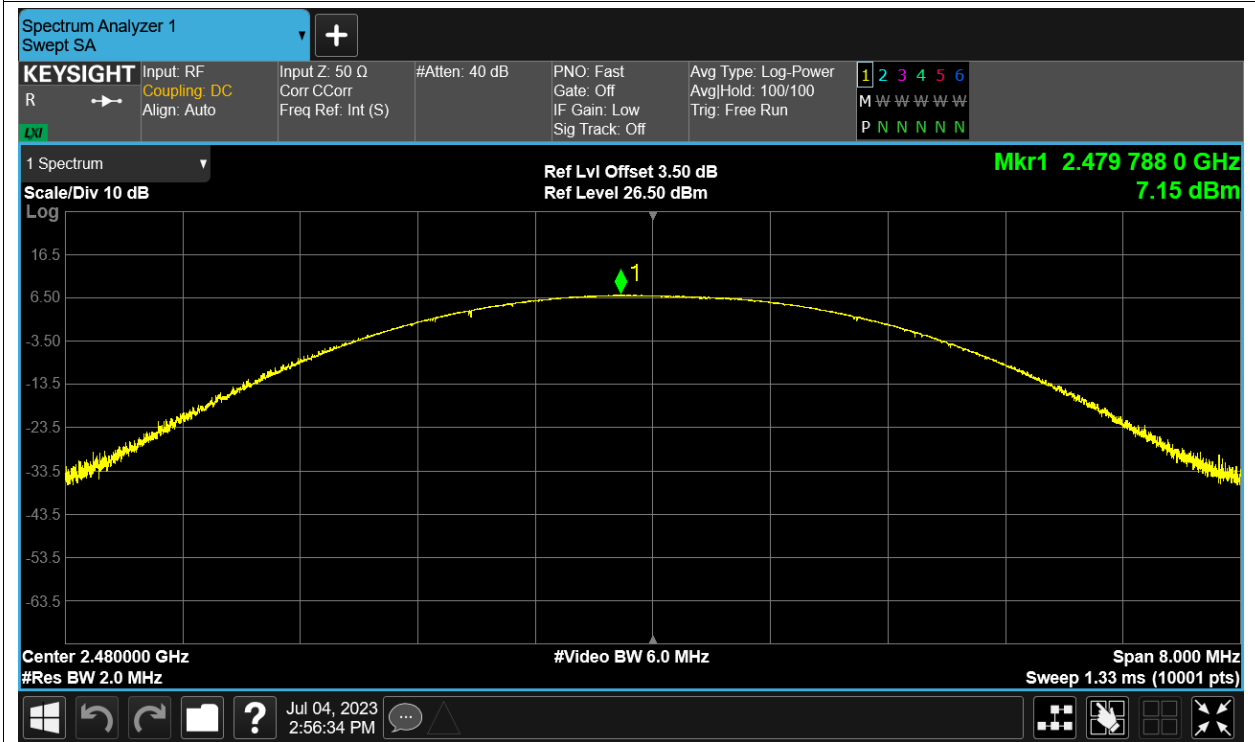 Spectrum Analyzer 1
Swept SA
+
KEYSIGHT
R
LXI
Input: RF
Coupling: DC
Align: Auto
Input Z: 50 Ω
Corr CCorr
Freq Ref: Int (S)
#Atten: 40 dB
PNO: Fast
Gate: Off
IF Gain: Low
Sig Track: Off
Avg Type: Log-Power
Avg|Hold: 100/100
Trig: Free Run
1 2 3 4 5 6
M W W W W W
P N N N N N
1 Spectrum
Scale/Div 10 dB
Log
Ref Lvl Offset 3.50 dB
Ref Level 26.50 dBm
Mkr1 2.479 788 0 GHz
7.15 dBm
1
16.5
6.50
-3.50
-13.5
-23.5
-33.5
-43.5
-53.5
-63.5
Center 2.480000 GHz
#Res BW 2.0 MHz
#Video BW 6.0 MHz
Span 8.000 MHz
Sweep 1.33 ms (10001 pts)
?
Jul 04, 2023
2:56:34 PM